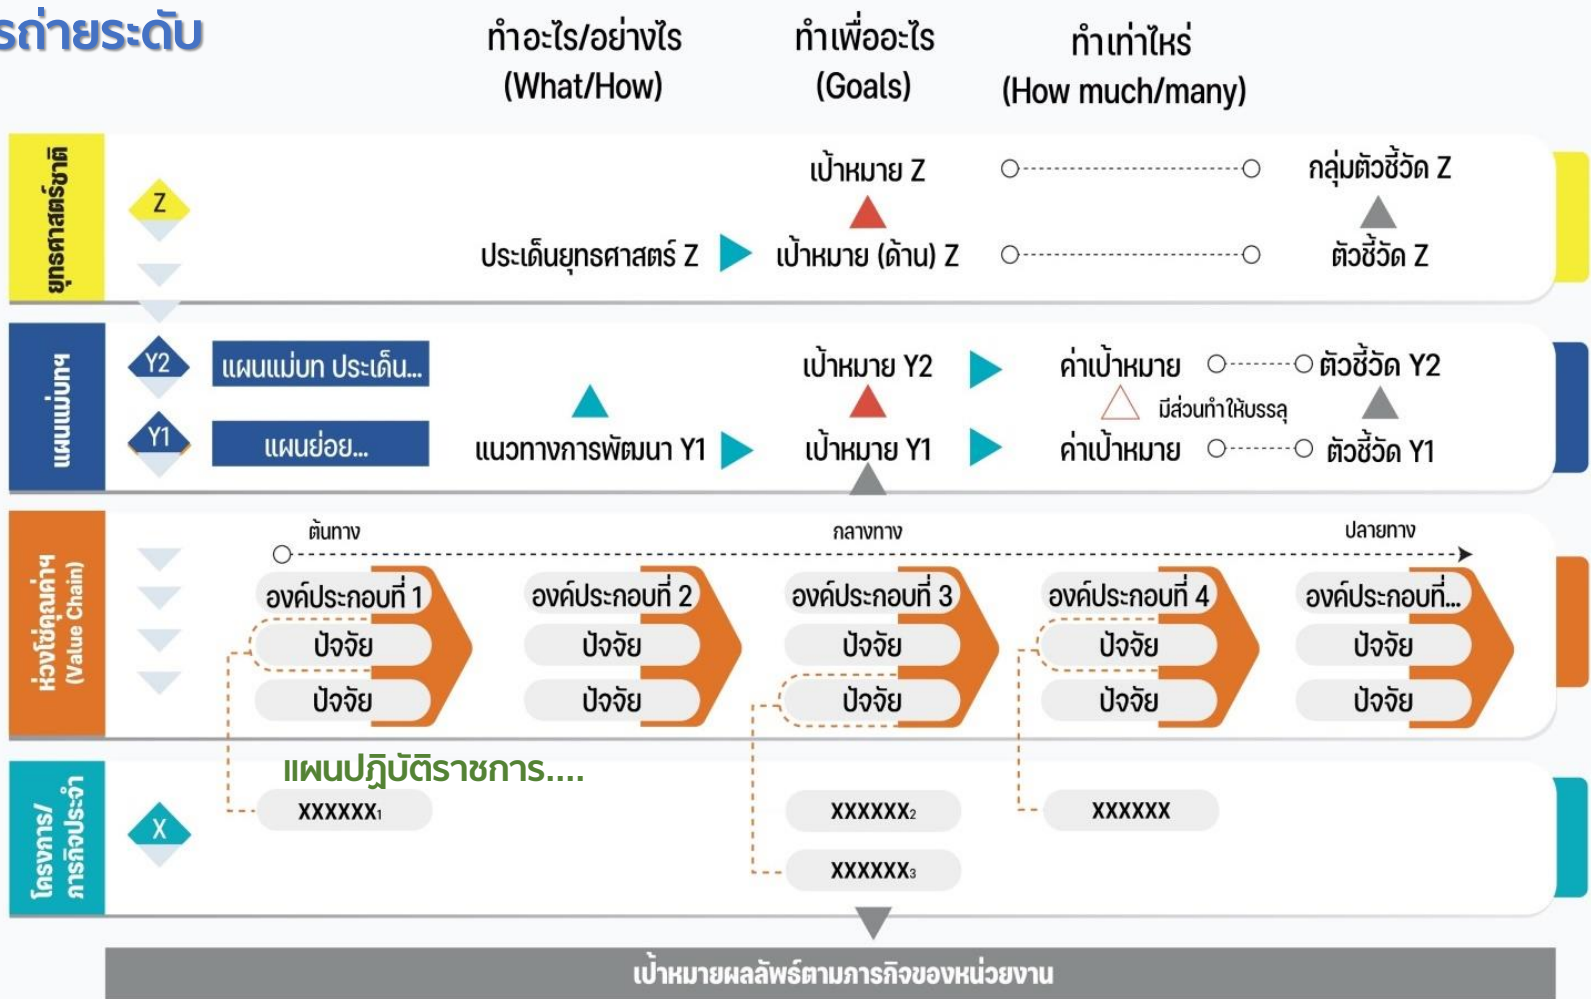 รถ่ายระดับ
ทำอะไร/อย่างไร
(What/How)
ทำเพื่ออะไร
(Goals)
ทำเท่าไหร่
(How much/many)
ยุทธศาสตร์ชาติ
Z
เป้าหมาย Z
กลุ่มตัวชี้วัด Z
ประเด็นยุทธศาสตร์ Z
เป้าหมาย (ด้าน) Z
ตัวชี้วัด Z
แผนแม่บทฯ
Y2
แผนแม่บท ประเด็น...
เป้าหมาย Y2
ค่าเป้าหมาย
ตัวชี้วัด Y2
มีส่วนทำให้บรรลุ
Y1
แผนย่อย...
แนวทางการพัฒนา Y1
เป้าหมาย Y1
ค่าเป้าหมาย
ตัวชี้วัด Y1
ห่วงโซ่คุณค่าฯ
(Value Chain)
ต้นทาง
กลางทาง
ปลายทาง
องค์ประกอบที่ 1
องค์ประกอบที่ 2
องค์ประกอบที่ 3
องค์ประกอบที่ 4
องค์ประกอบที่...
ปัจจัย
ปัจจัย
ปัจจัย
ปัจจัย
ปัจจัย
ปัจจัย
ปัจจัย
ปัจจัย
ปัจจัย
ปัจจัย
แผนปฏิบัติราชการ....
โครงการ/
ภารกิจประจำ
X
XXXXXX₁
XXXXXX₂
XXXXXX
XXXXXX₃
เป้าหมายผลลัพธ์ตามภารกิจของหน่วยงาน